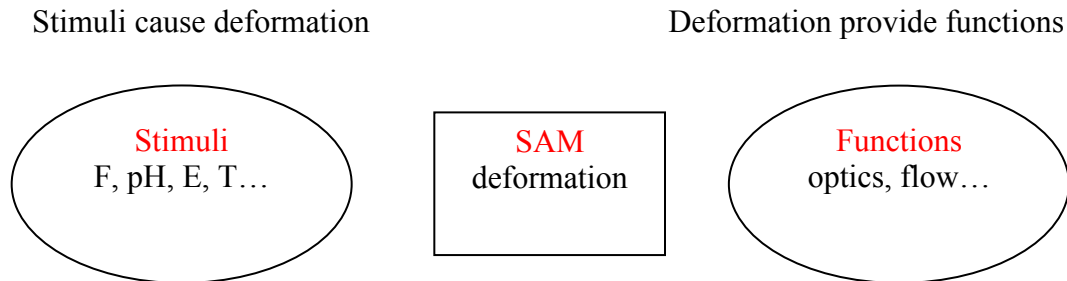 Stimuli cause deformation
Deformation provide functions
Stimuli
F, pH, E, T…
SAM
deformation
Functions
optics, flow…